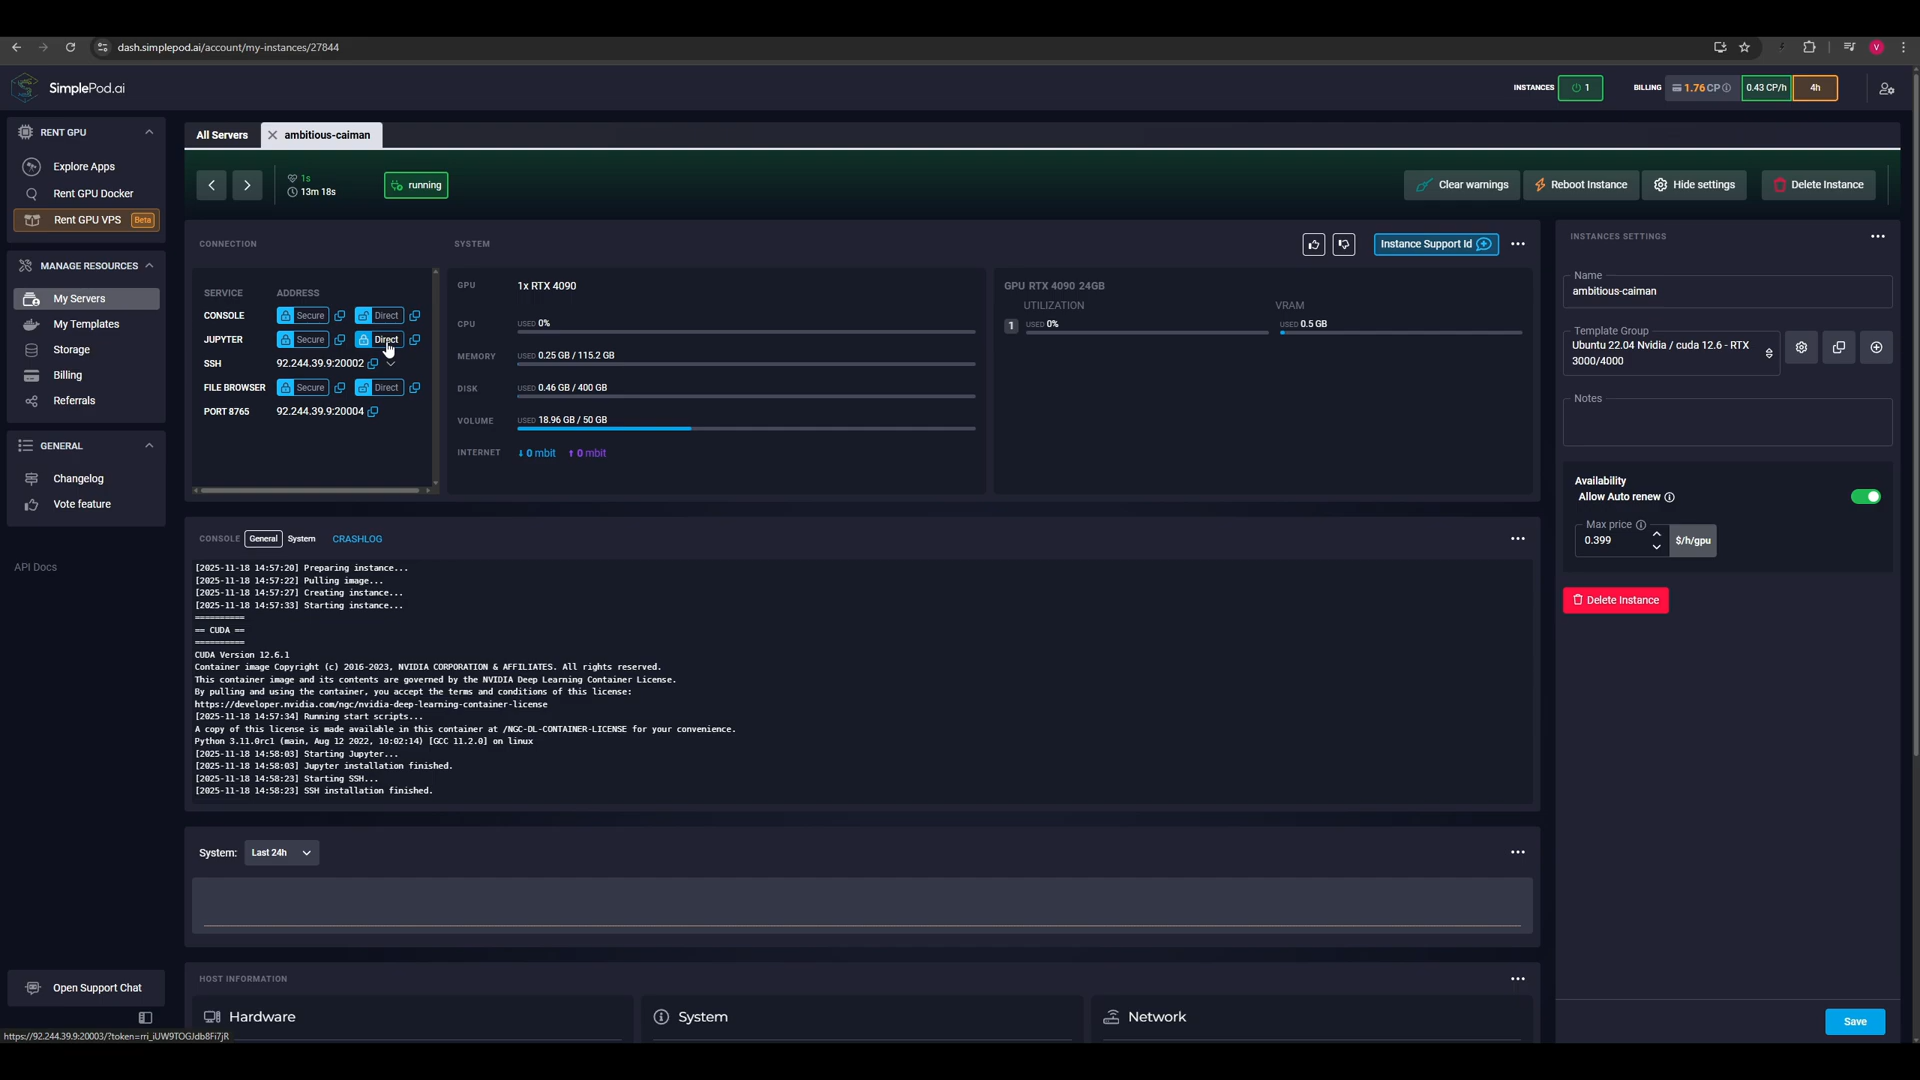 dash.simplepod.ai/account/my-instances/27844
V
SimplePod.ai
INSTANCES
1
BILLING
1.76 CP
0.43 CP/h
4h
RENT GPU
Explore Apps
Rent GPU Docker
Rent GPU VPS
Beta
MANAGE RESOURCES
My Servers
My Templates
Storage
Billing
Referrals
GENERAL
Changelog
Vote feature
API Docs
Open Support Chat
All Servers
ambitious-caiman
1s
13m 18s
running
Clear warnings
Reboot Instance
Hide settings
Delete Instance
CONNECTION
SERVICE ADDRESS
CONSOLE Secure Direct
JUPYTER Secure Direct
SSH 92.244.39.9:20002
FILE BROWSER Secure Direct
PORT 8765 92.244.39.9:20004
SYSTEM
Instance Support Id
GPU 1x RTX 4090
CPU USED 0%
MEMORY USED 0.25 GB / 115.2 GB
DISK USED 0.46 GB / 400 GB
VOLUME USED 18.96 GB / 50 GB
INTERNET 0 mbit 0 mbit
GPU RTX 4090 24GB
UTILIZATION VRAM
1 USED 0% USED 0.5 GB
CONSOLE General System CRASHLOG
[2025-11-18 14:57:20] Preparing instance...
[2025-11-18 14:57:22] Pulling image...
[2025-11-18 14:57:27] Creating instance...
[2025-11-18 14:57:33] Starting instance...
==========
== CUDA ==
==========
CUDA Version 12.6.1
Container image Copyright (c) 2016-2023, NVIDIA CORPORATION & AFFILIATES. All rights reserved.
This container image and its contents are governed by the NVIDIA Deep Learning Container License.
By pulling and using the container, you accept the terms and conditions of this license:
https://developer.nvidia.com/ngc/nvidia-deep-learning-container-license
[2025-11-18 14:57:34] Running start scripts...
A copy of this license is made available in this container at /NGC-DL-CONTAINER-LICENSE for your convenience.
Python 3.11.0rc1 (main, Aug 12 2022, 10:02:14) [GCC 11.2.0] on linux
[2025-11-18 14:58:03] Starting Jupyter...
[2025-11-18 14:58:03] Jupyter installation finished.
[2025-11-18 14:58:23] Starting SSH...
[2025-11-18 14:58:23] SSH installation finished.
System: Last 24h
HOST INFORMATION
Hardware
System
Network
INSTANCES SETTINGS
Name
ambitious-caiman
Template Group
Ubuntu 22.04 Nvidia / cuda 12.6 - RTX
3000/4000
Notes
Availability
Allow Auto renew
Max price
0.399
$/h/gpu
Delete Instance
Save
https://92.244.39.9:20003/?token=rri_iUW9TOGJdb8Fi7jR